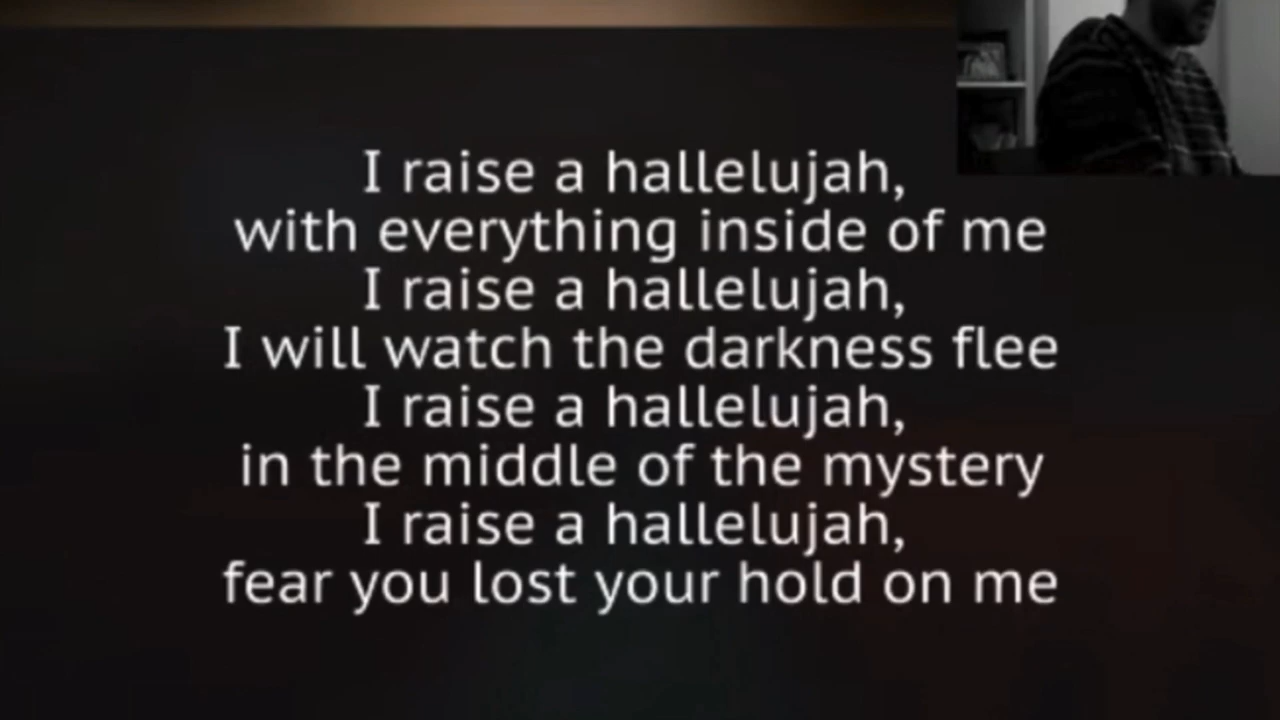 I raise a hallelujah,
with everything inside of me
I raise a hallelujah,
I will watch the darkness flee
I raise a hallelujah,
in the middle of the mystery
I raise a hallelujah,
fear you lost your hold on me